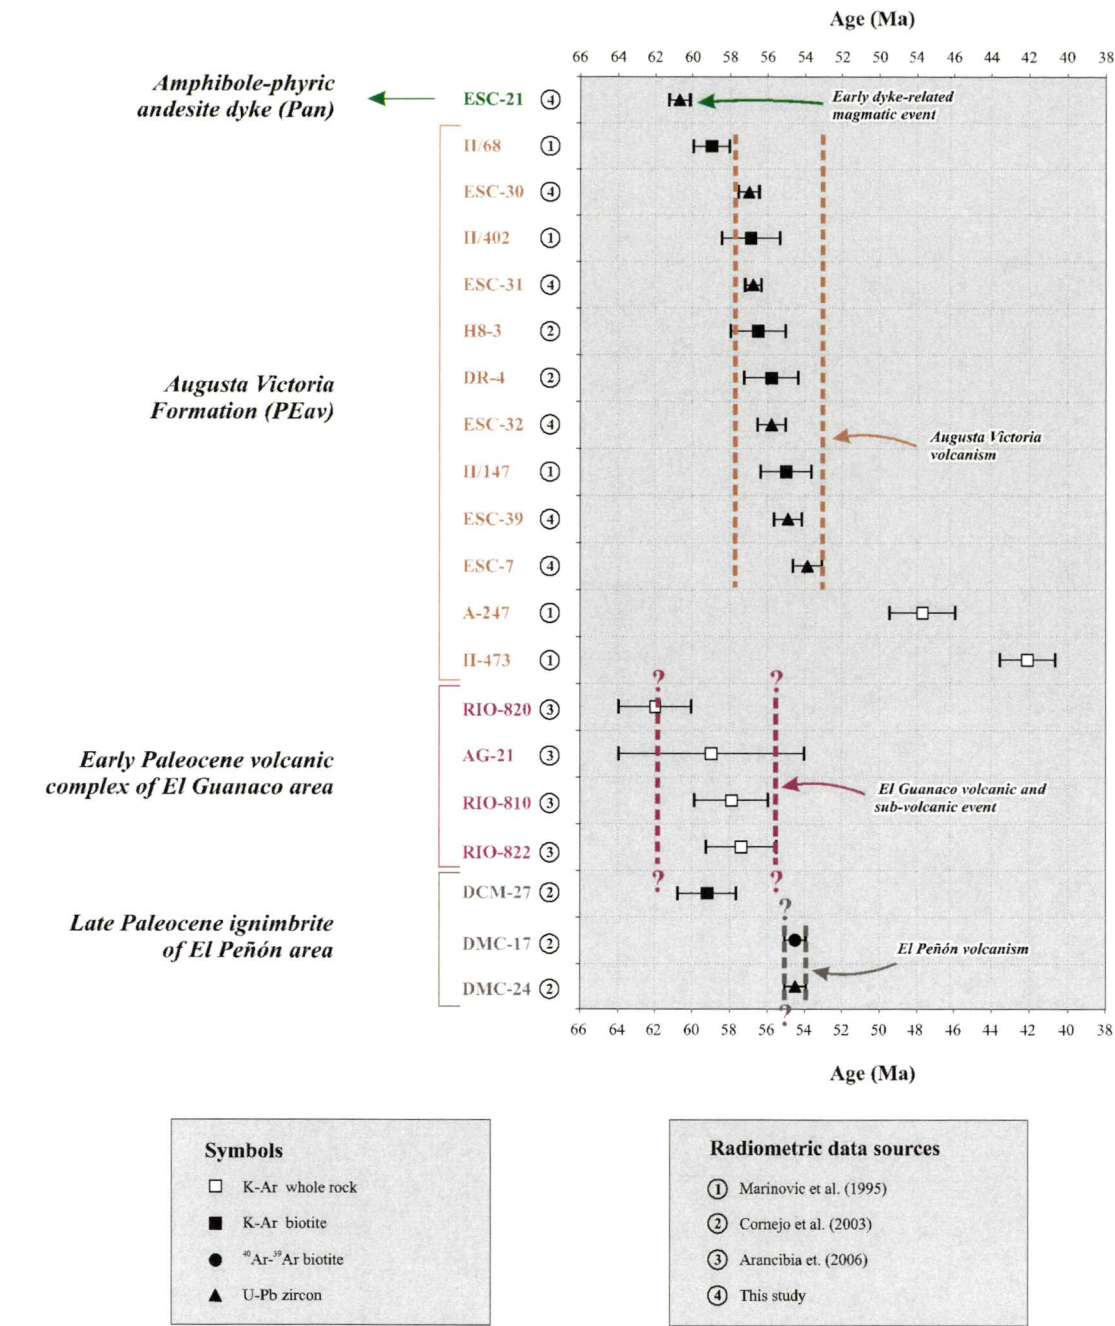 Age (Ma)
66 64 62 60 58 56 54 50 48 46 44 42 40 38
Amphibole-phyric
andesite dyke (Pan)
ESC-21 4
Early dyke-related
magmatic event
II/68 1
ESC-30 4
II/402 1
ESC-31 4
H8-3 2
DR-4 2
Augusta Victoria
Formation (PEav)
ESC-32 4
Augusta Victoria
volcanism
II/147 1
ESC-39 4
ESC-7 4
A-247 1
II-473 1
? ?
RIO-820 3
Early Paleocene volcanic
complex of El Guanaco area
AG-21 3
RIO-810 3
El Guanaco volcanic and
sub-volcanic event
RIO-822 3
? ?
DCM-27 2
?
Late Paleocene ignimbrite
of El Peñón area
DMC-17 2
El Peñón volcanism
DMC-24 2
?
66 64 62 60 58 56 54 50 48 46 44 42 40 38
Age (Ma)
Symbols
K-Ar whole rock
K-Ar biotite
⁴⁰Ar-³⁹Ar biotite
U-Pb zircon
Radiometric data sources
1 Marinovic et al. (1995)
2 Cornejo et al. (2003)
3 Arancibia et. (2006)
4 This study